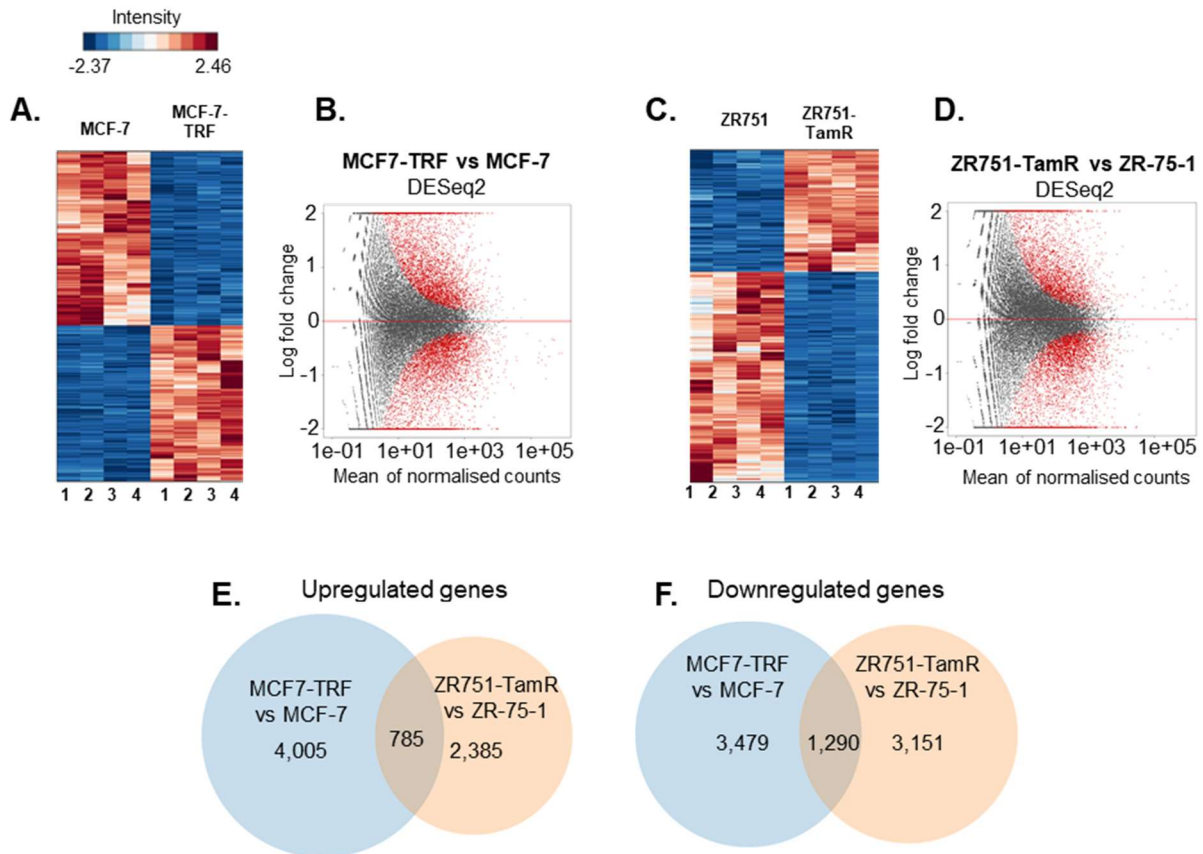 Intensity
-2.37 2.46
A.
MCF-7
MCF-7-
TRF
1 2 3 4 1 2 3 4
B.
MCF7-TRF vs MCF-7
DESeq2
Log fold change
2
1
0
-1
-2
1e-01 1e+01 1e+03 1e+05
Mean of normalised counts
C.
ZR751
ZR751-
TamR
1 2 3 4 1 2 3 4
D.
ZR751-TamR vs ZR-75-1
DESeq2
Log fold change
2
1
0
-1
-2
1e-01 1e+01 1e+03 1e+05
Mean of normalised counts
E.
Upregulated genes
MCF7-TRF
vs MCF-7
4,005
785
ZR751-TamR
vs ZR-75-1
2,385
F.
Downregulated genes
MCF7-TRF
vs MCF-7
3,479
1,290
ZR751-TamR
vs ZR-75-1
3,151